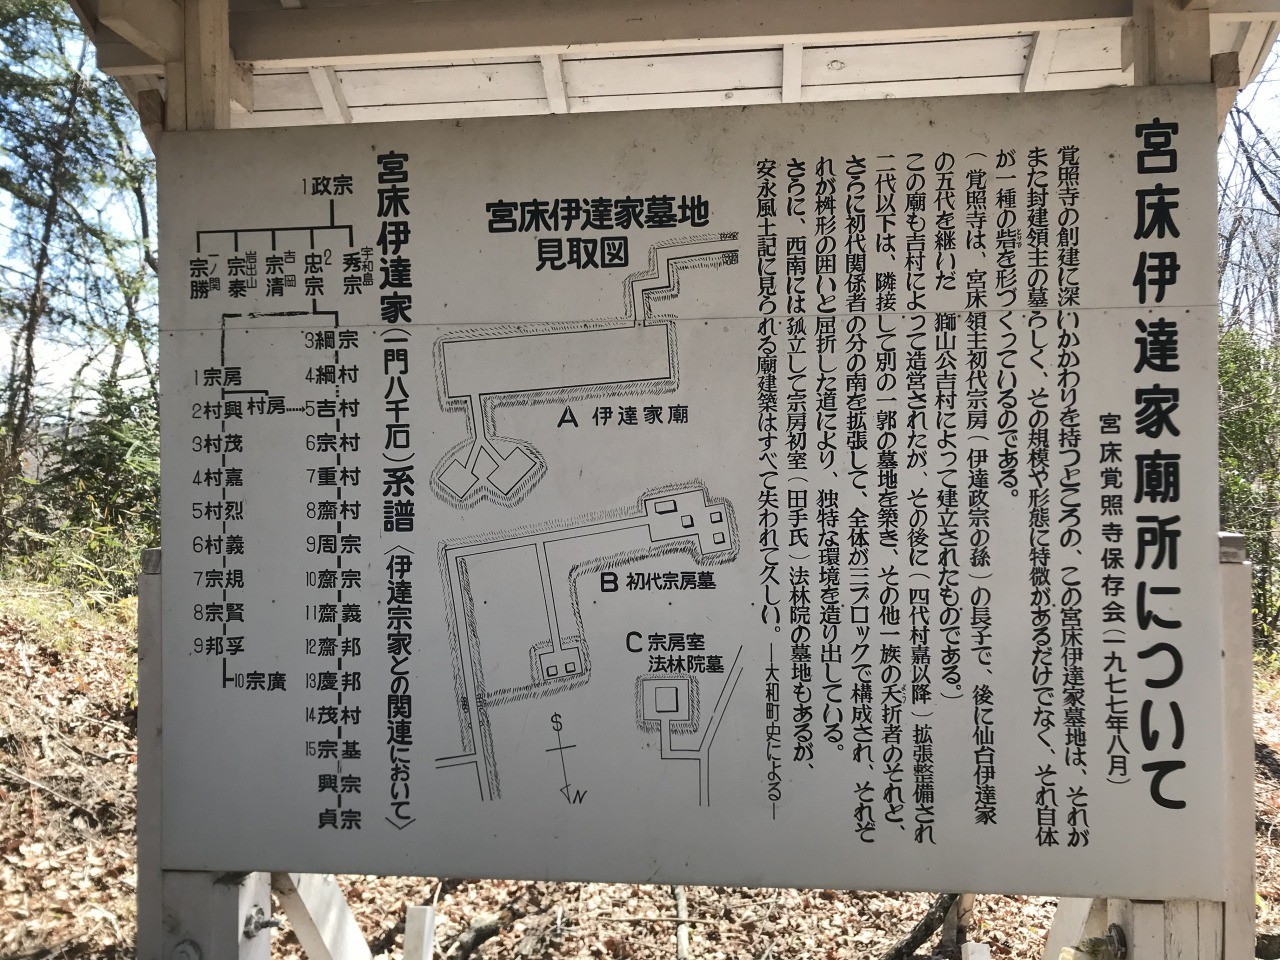 宮床伊達家廟所について
宮床覚照寺保存会(一九七七年八月)
覚照寺の創建に深いかかわりを持つところの、この宮床伊達家墓地は、それが
また封建領主の墓らしく、その規模や形態に特徴があるだけでなく、それ自体
が一種の砦を形づくっているのである。
(覚照寺は、宮床領主初代宗房(伊達政宗の孫)の長子で、後に仙台伊達家
の五代を継いだ 獅山公吉村によって建立されたものである。)
この廟も吉村によって造営されたが、その後に(四代村嘉以降)拡張整備され
二代以下は、隣接して別の一郭の墓地を築き、その他一族の夭折者のそれと、
さらに初代関係者の分の南を拡張して、全体が三ブロックで構成され、それぞ
れが桝形の囲いと屈折した道により、独特な環境を造り出している。
さらに、西南には孤立して宗房初室(田手氏)法林院の墓地もあるが、
安永風土記に見らる廟建築はすべて失われて久しい。―大和町史による―
宮床伊達家墓地
見取図
A 伊達家廟
B 初代宗房墓
C 宗房室
法林院墓
S
N
宮床伊達家(一門八千石)系譜〈伊達宗家との関連において〉
1政宗
宇和島
秀宗
2
忠宗
吉岡
宗清
岩出山
宗泰
一ノ関
宗勝
3綱宗
4綱村
5吉村
6宗村
7重村
8齋村
9周宗
10齋宗
11齋義
12齋邦
13慶邦
14茂村
15宗基
興宗
貞宗
1宗房
村房
2村興
3村茂
4村嘉
5村烈
6村義
7宗規
8宗賢
9邦孚
10宗廣